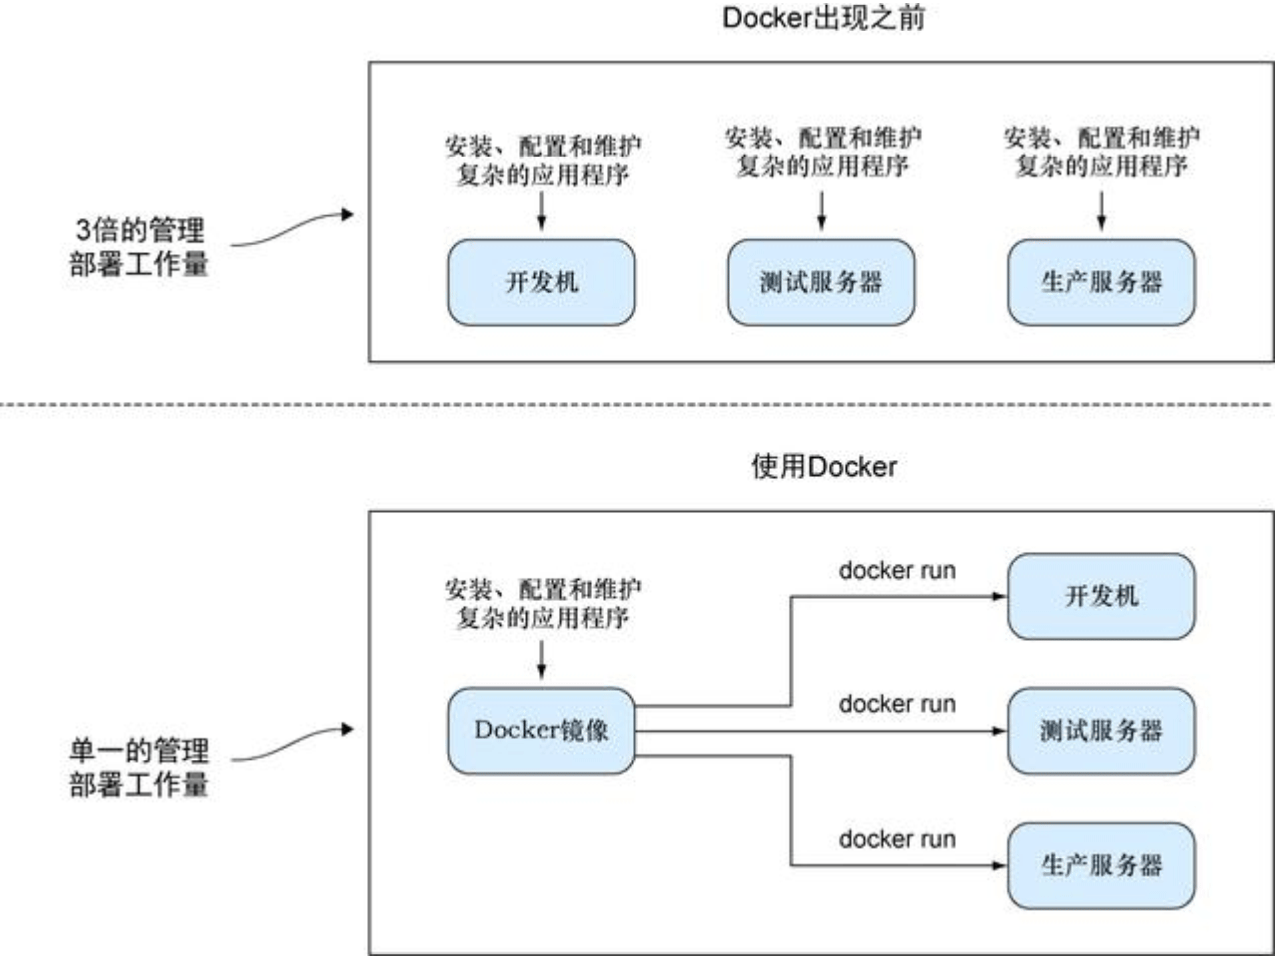 Docker出现之前
安装、配置和维护
复杂的应用程序
安装、配置和维护
复杂的应用程序
安装、配置和维护
复杂的应用程序
3倍的管理
部署工作量
开发机
测试服务器
生产服务器
使用Docker
安装、配置和维护
复杂的应用程序
docker run
开发机
单一的管理
部署工作量
Docker镜像
docker run
测试服务器
docker run
生产服务器